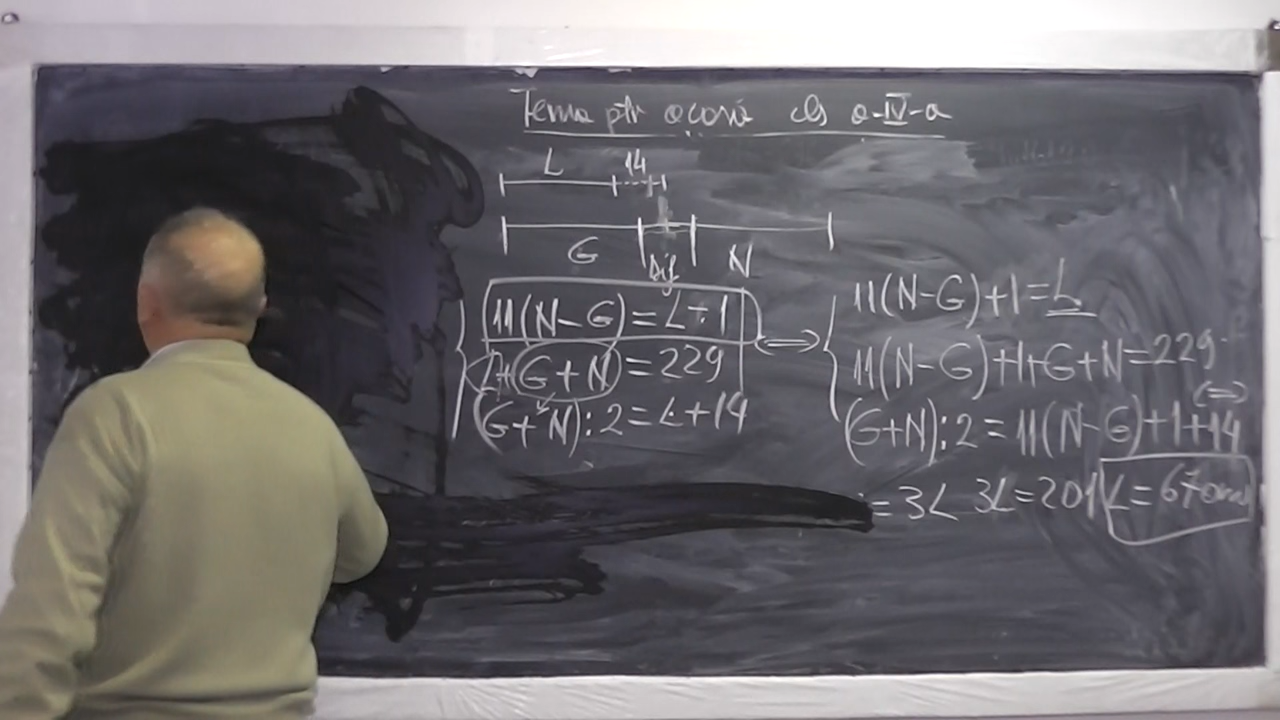 Tema ptr acasă cls a-IV-a
L 14
G Dif N
11(N-G)=L-1
L+(G+N)=229
(G+N):2=L+14
<=>
11(N-G)+1=L
11(N-G)+1+G+N=229
<=>
(G+N):2=11(N-G)+1+14
=3L 3L=201 L=67